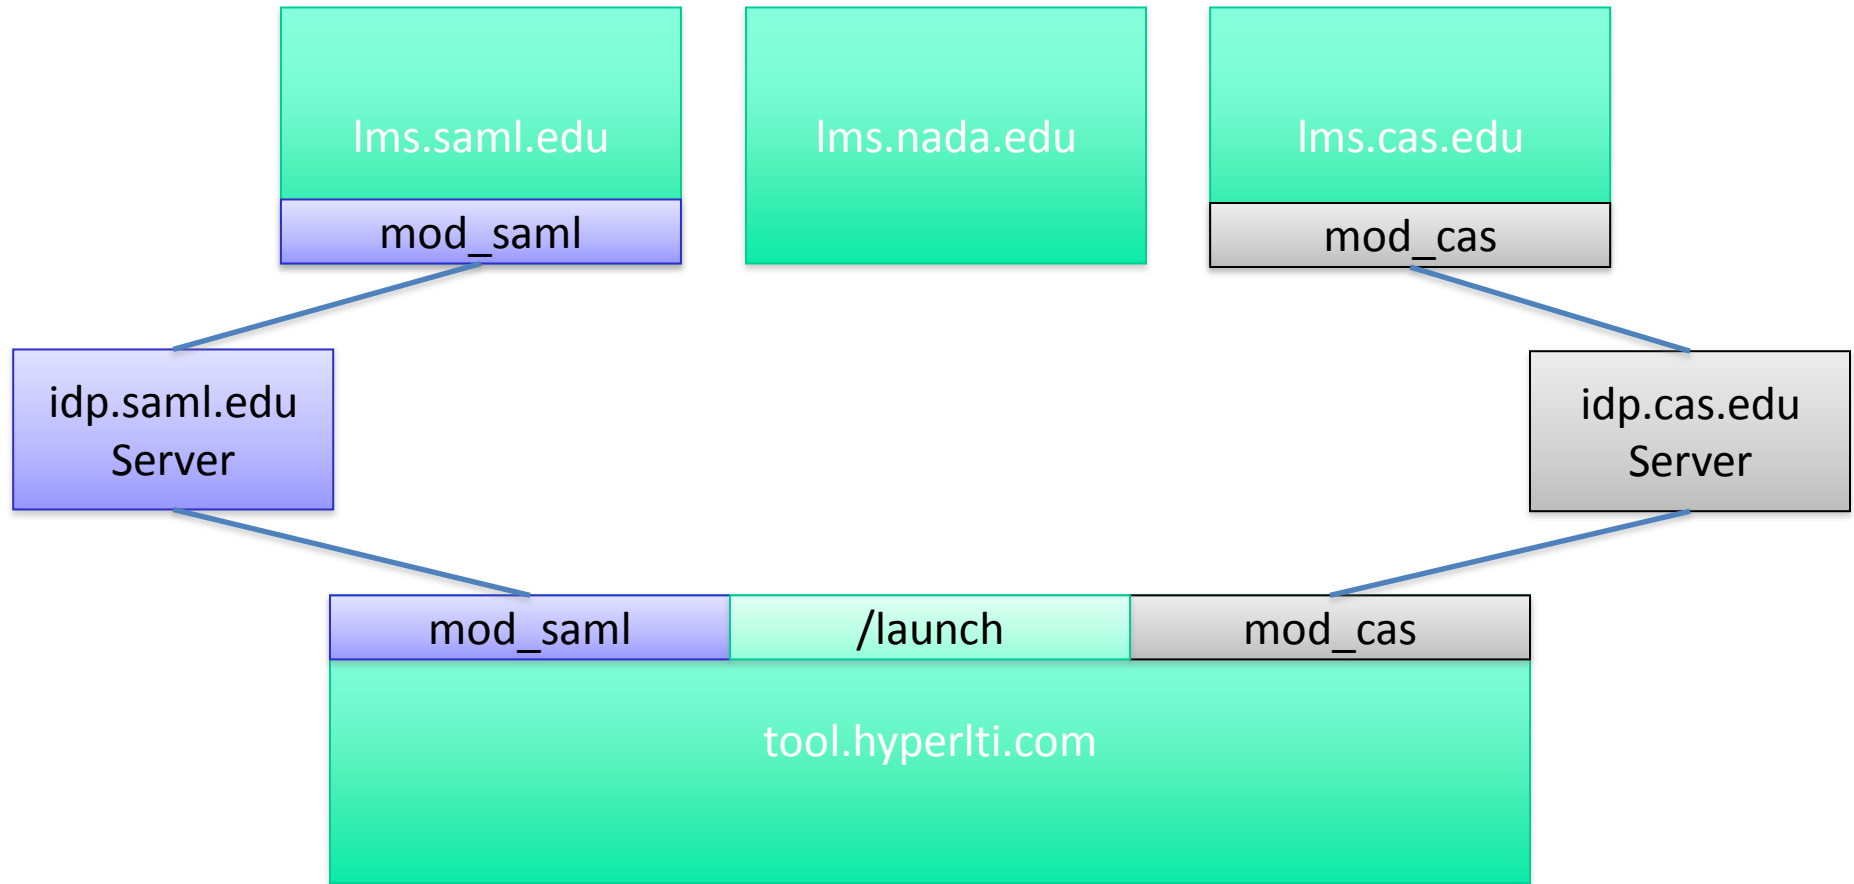 lms.saml.edu
lms.nada.edu
lms.cas.edu
mod_saml
mod_cas
idp.saml.edu
Server
idp.cas.edu
Server
mod_saml
/launch
mod_cas
tool.hyperlti.com